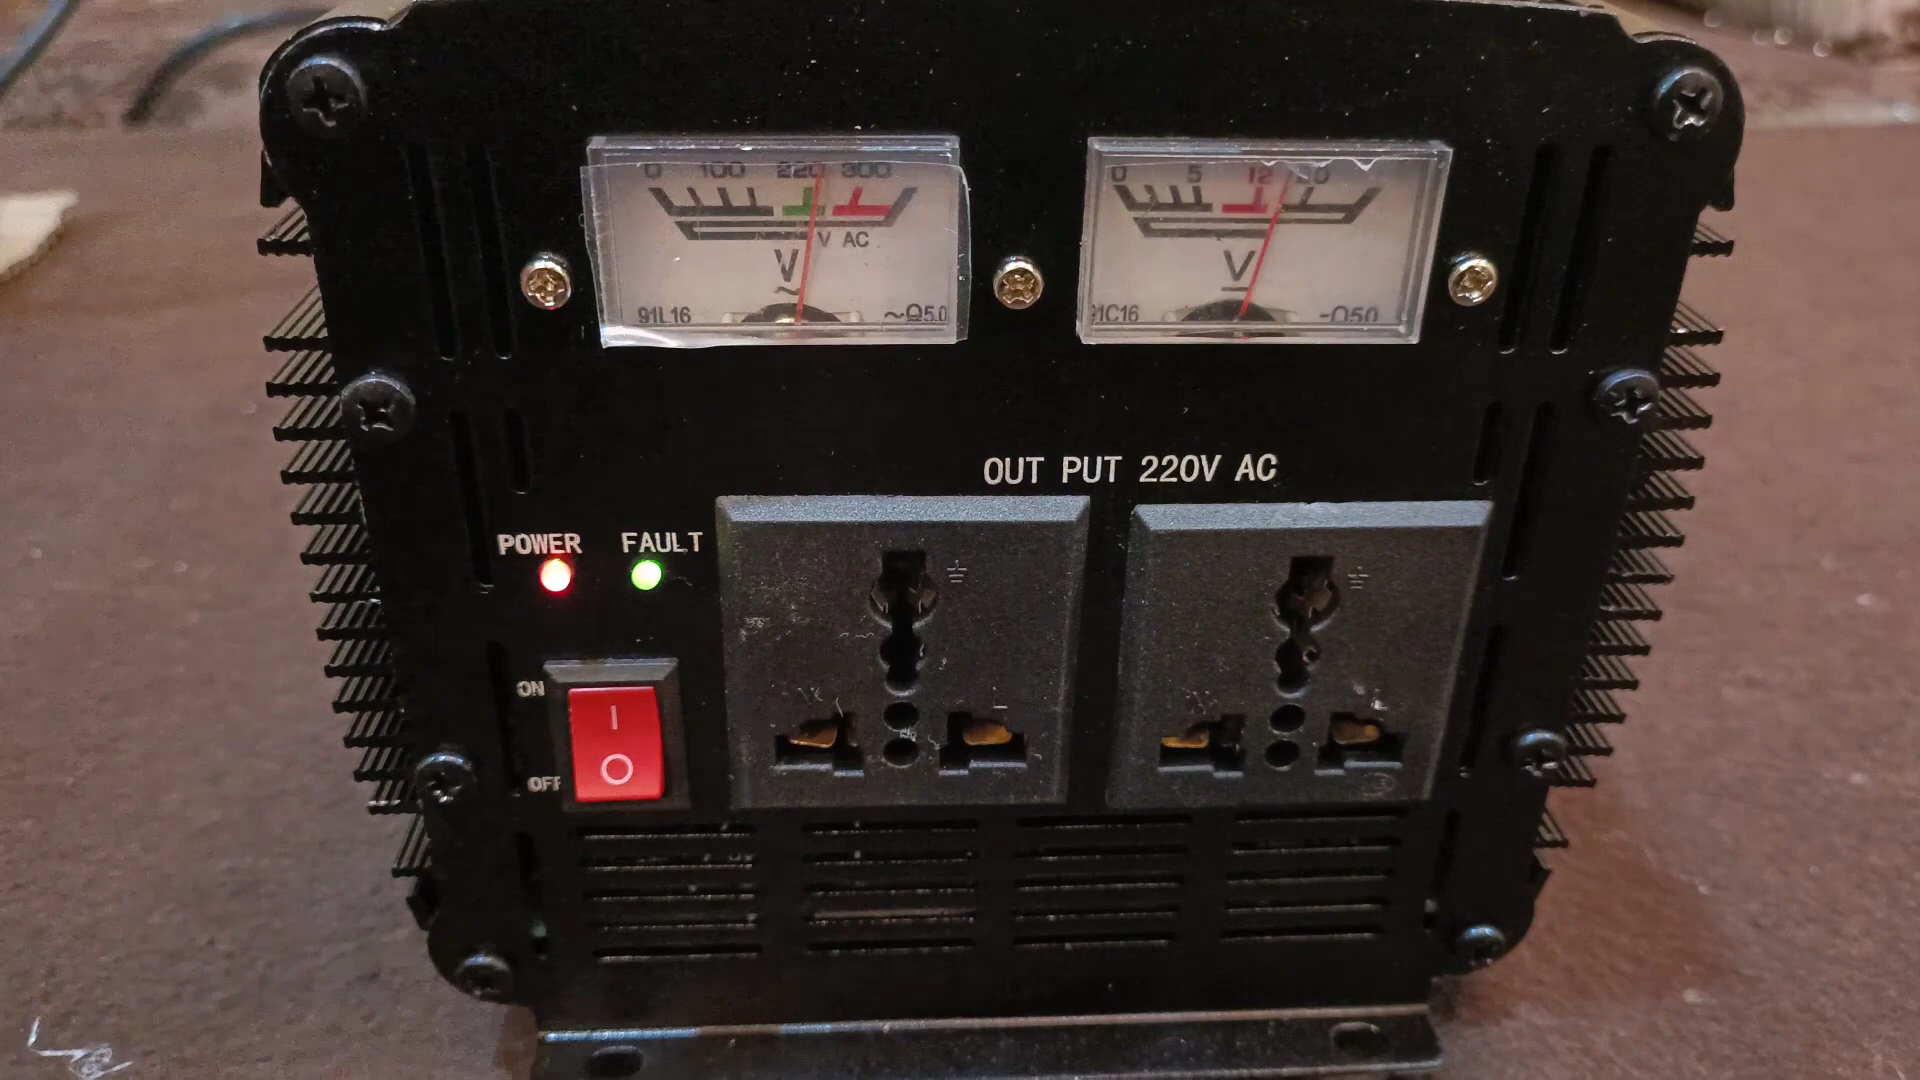 0 100 220 300
V AC
V
~
91L16 ~Ω5.0
0 5 12 20
V
91C16 -Ω5.0
OUT PUT 220V AC
POWER FAULT
ON
I
O
OFF
L